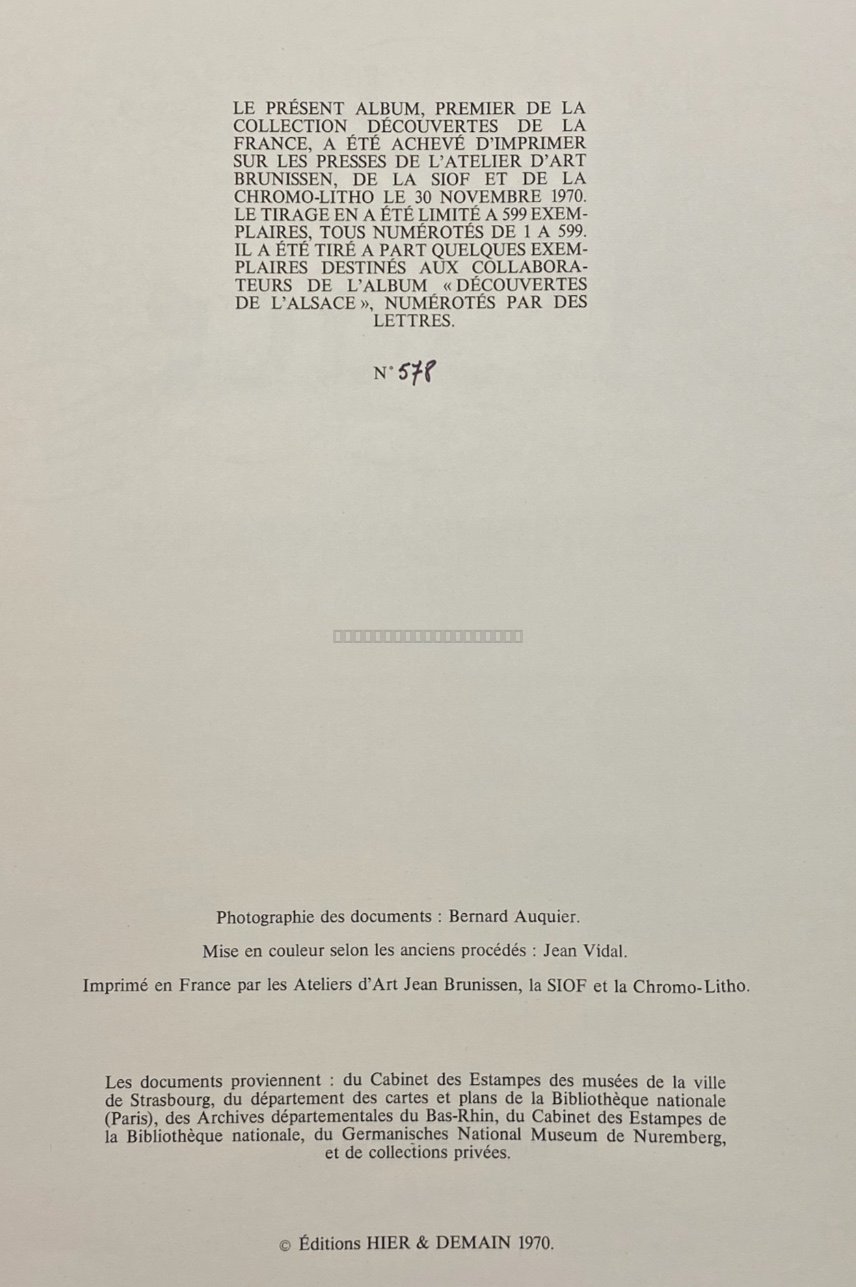 LE PRÉSENT ALBUM, PREMIER DE LA
COLLECTION DÉCOUVERTES DE LA
FRANCE, A ÉTÉ ACHEVÉ D'IMPRIMER
SUR LES PRESSES DE L'ATELIER D'ART
BRUNISSEN, DE LA SIOF ET DE LA
CHROMO-LITHO LE 30 NOVEMBRE 1970.
LE TIRAGE EN A ÉTÉ LIMITÉ A 599 EXEM-
PLAIRES, TOUS NUMÉROTÉS DE 1 A 599.
IL A ÉTÉ TIRÉ A PART QUELQUES EXEM-
PLAIRES DESTINÉS AUX COLLABORA-
TEURS DE L'ALBUM « DÉCOUVERTES
DE L'ALSACE », NUMÉROTÉS PAR DES
LETTRES.
N° 578
Photographie des documents : Bernard Auquier.
Mise en couleur selon les anciens procédés : Jean Vidal.
Imprimé en France par les Ateliers d'Art Jean Brunissen, la SIOF et la Chromo-Litho.
Les documents proviennent : du Cabinet des Estampes des musées de la ville
de Strasbourg, du département des cartes et plans de la Bibliothèque nationale
(Paris), des Archives départementales du Bas-Rhin, du Cabinet des Estampes de
la Bibliothèque nationale, du Germanisches National Museum de Nuremberg,
et de collections privées.
© Éditions HIER & DEMAIN 1970.